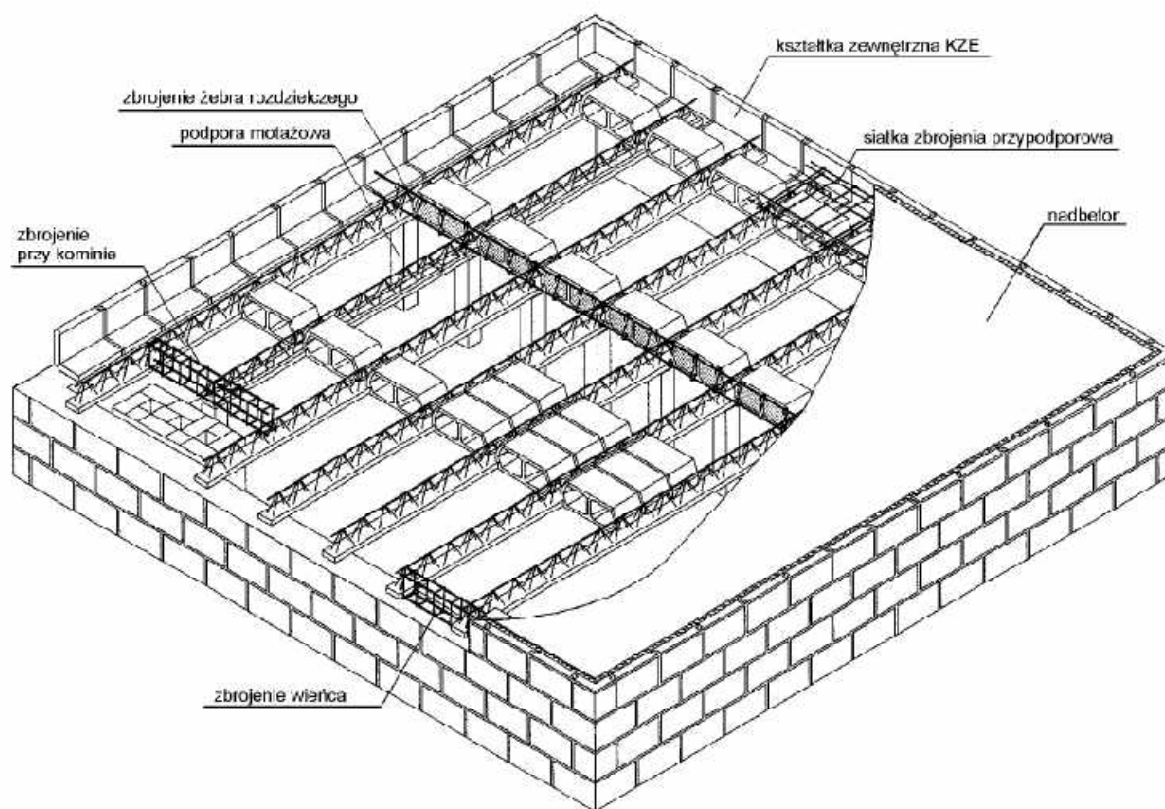 kształtka zewnętrzna KZE
zbrojenie żebra rozdzielczego
podpora motażowa
siatka zbrojenia przypodporowa
zbrojenie
przy kominie
nadbeton
zbrojenie wieńca